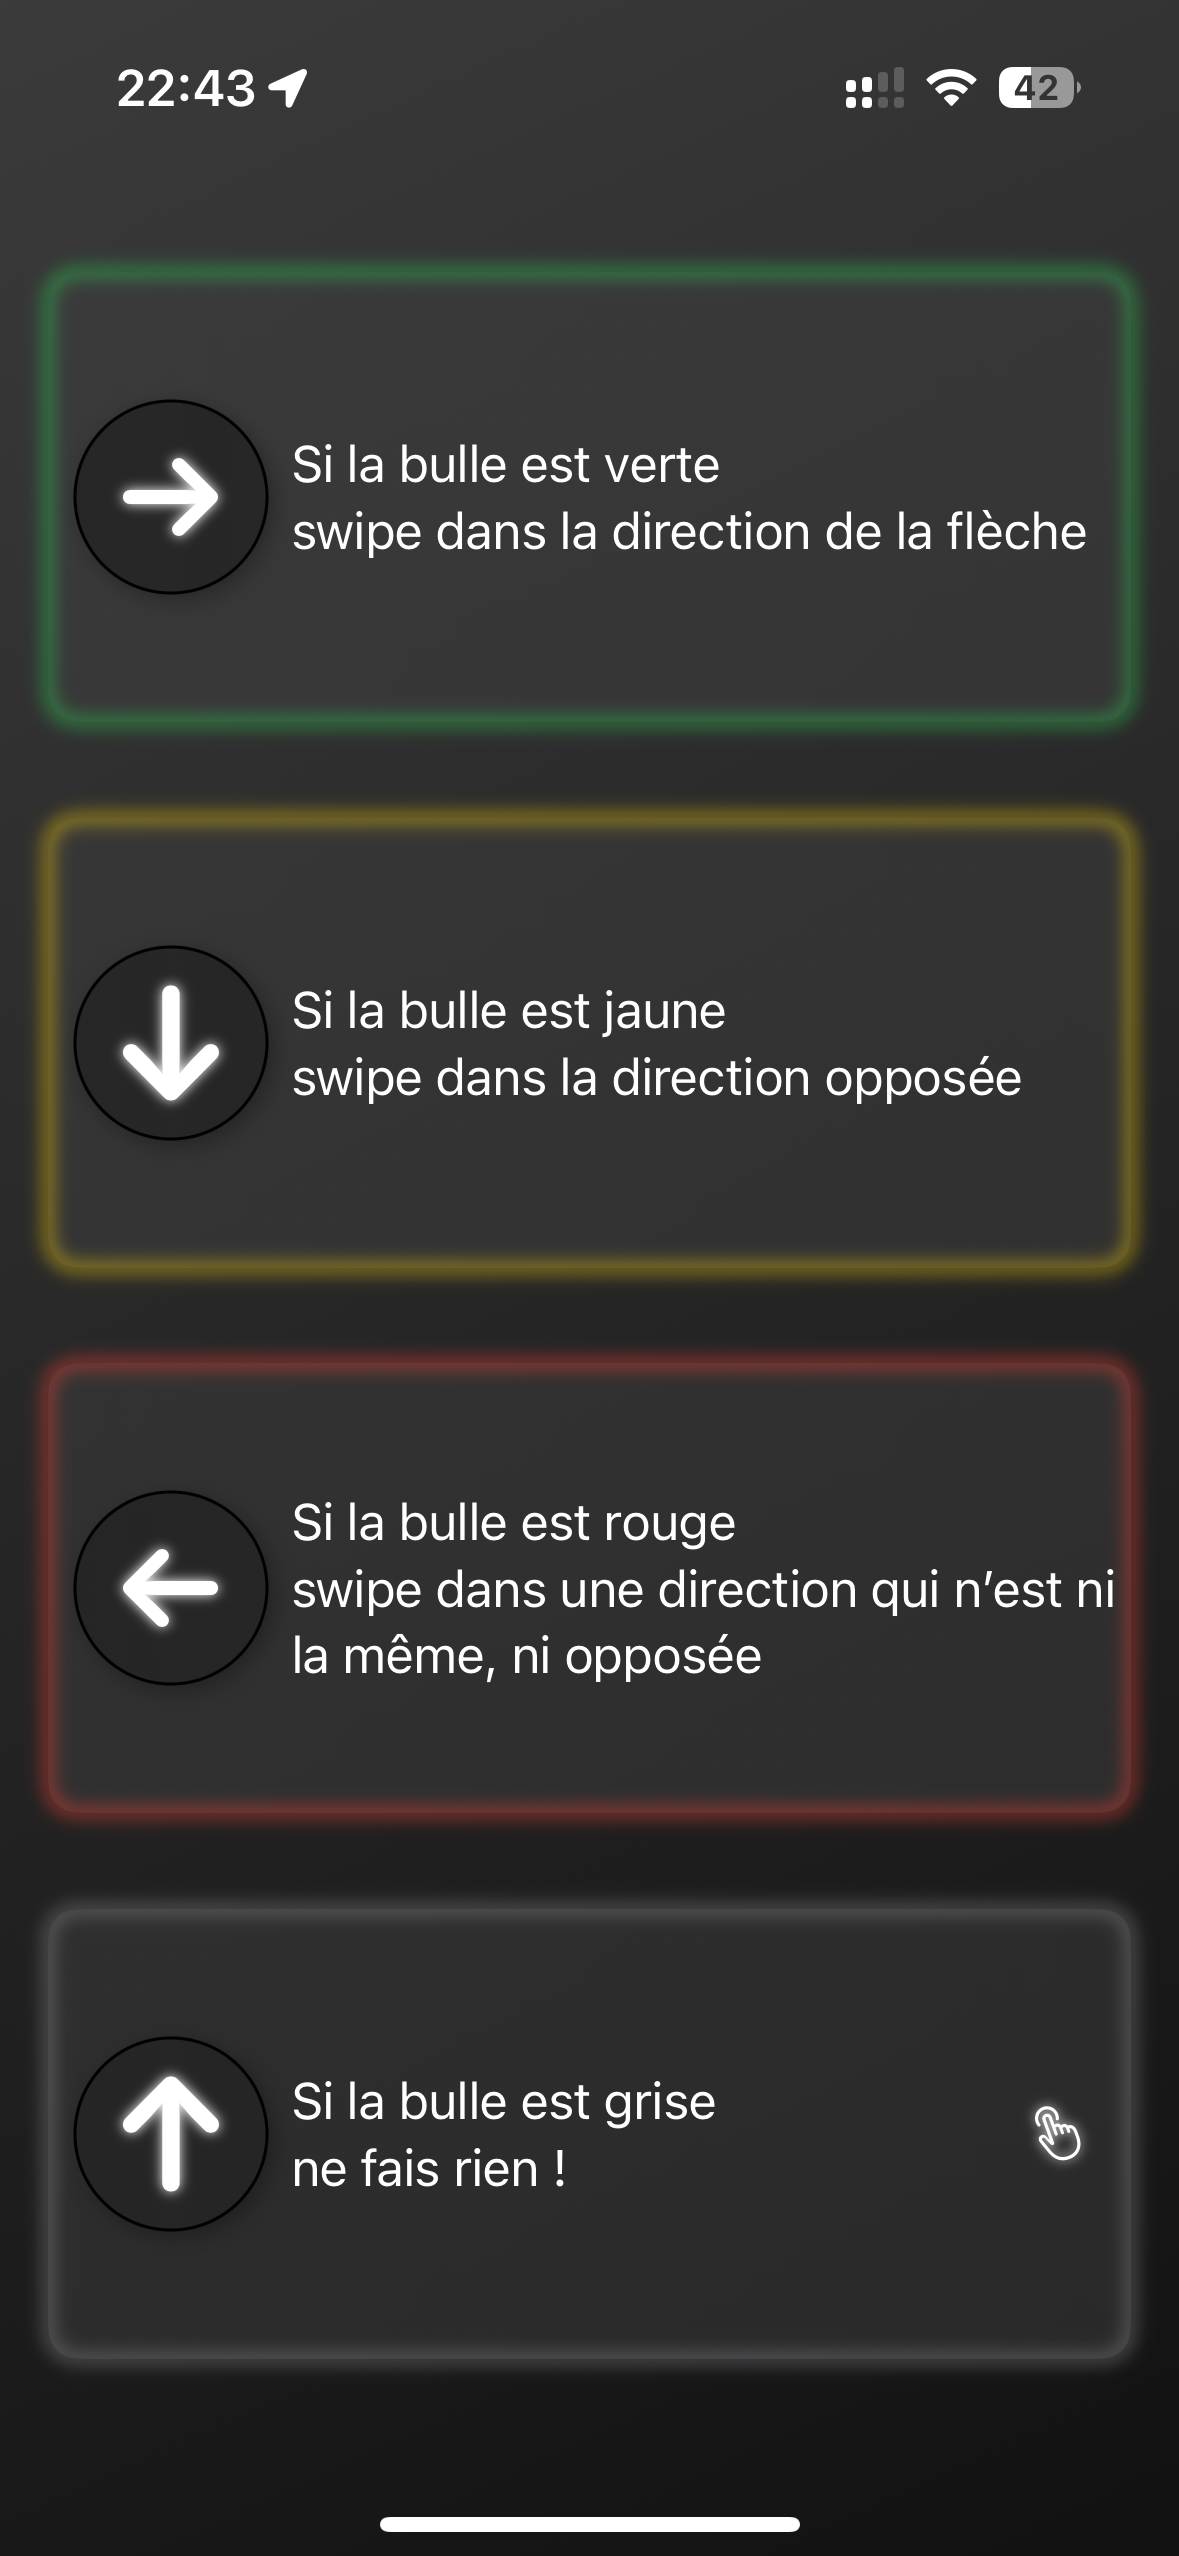 22:43
42
Si la bulle est verte
swipe dans la direction de la flèche
Si la bulle est jaune
swipe dans la direction opposée
Si la bulle est rouge
swipe dans une direction qui n’est ni
la même, ni opposée
Si la bulle est grise
ne fais rien !